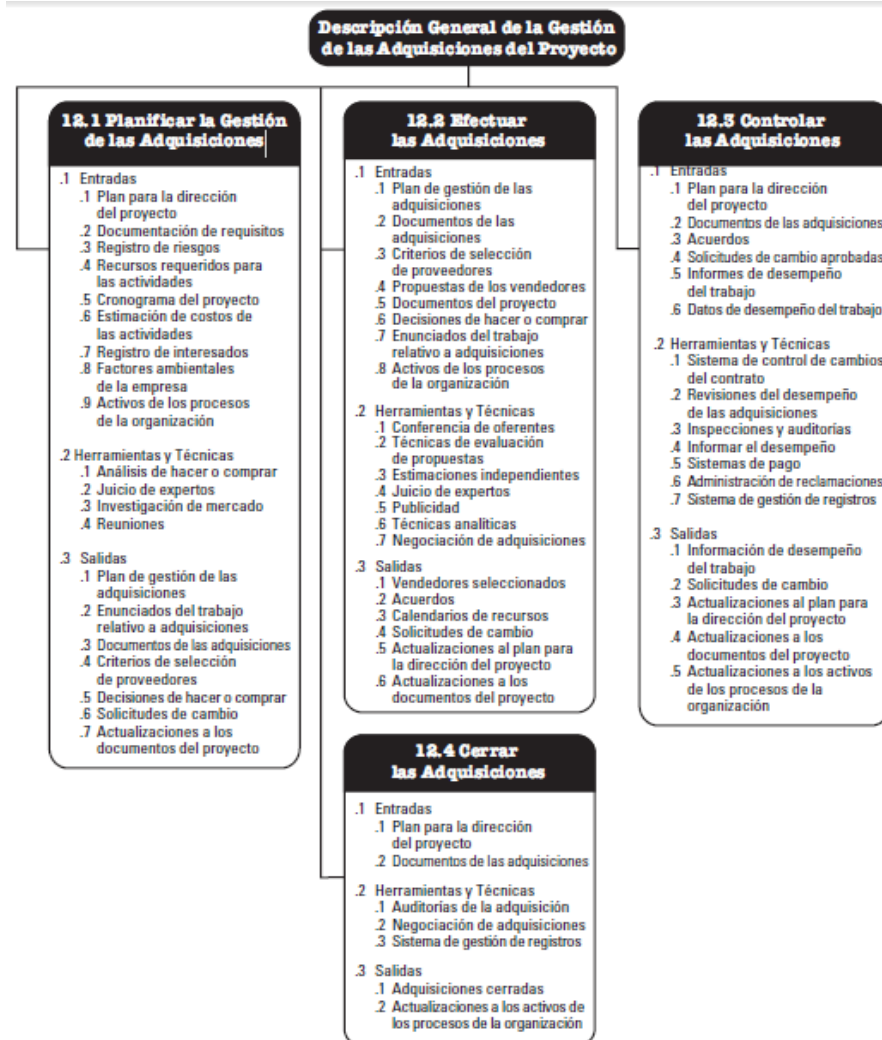 Descripción General de la Gestión
de las Adquisiciones del Proyecto
12.1 Planificar la Gestión
de las Adquisiciones
.1 Entradas
.1 Plan para la dirección
del proyecto
.2 Documentación de requisitos
.3 Registro de riesgos
.4 Recursos requeridos para
las actividades
.5 Cronograma del proyecto
.6 Estimación de costos de
las actividades
.7 Registro de interesados
.8 Factores ambientales
de la empresa
.9 Activos de los procesos
de la organización
.2 Herramientas y Técnicas
.1 Análisis de hacer o comprar
.2 Juicio de expertos
.3 Investigación de mercado
.4 Reuniones
.3 Salidas
.1 Plan de gestión de las
adquisiciones
.2 Enunciados del trabajo
relativo a adquisiciones
.3 Documentos de las adquisiciones
.4 Criterios de selección
de proveedores
.5 Decisiones de hacer o comprar
.6 Solicitudes de cambio
.7 Actualizaciones a los
documentos del proyecto
12.2 Efectuar
las Adquisiciones
.1 Entradas
.1 Plan de gestión de las
adquisiciones
.2 Documentos de las
adquisiciones
.3 Criterios de selección
de proveedores
.4 Propuestas de los vendedores
.5 Documentos del proyecto
.6 Decisiones de hacer o comprar
.7 Enunciados del trabajo
relativo a adquisiciones
.8 Activos de los procesos
de la organización
.2 Herramientas y Técnicas
.1 Conferencia de oferentes
.2 Técnicas de evaluación
de propuestas
.3 Estimaciones independientes
.4 Juicio de expertos
.5 Publicidad
.6 Técnicas analíticas
.7 Negociación de adquisiciones
.3 Salidas
.1 Vendedores seleccionados
.2 Acuerdos
.3 Calendarios de recursos
.4 Solicitudes de cambio
.5 Actualizaciones al plan para
la dirección del proyecto
.6 Actualizaciones a los
documentos del proyecto
12.3 Controlar
las Adquisiciones
.1 Entradas
.1 Plan para la dirección
del proyecto
.2 Documentos de las adquisiciones
.3 Acuerdos
.4 Solicitudes de cambio aprobadas
.5 Informes de desempeño
del trabajo
.6 Datos de desempeño del trabajo
.2 Herramientas y Técnicas
.1 Sistema de control de cambios
del contrato
.2 Revisiones del desempeño
de las adquisiciones
.3 Inspecciones y auditorías
.4 Informar el desempeño
.5 Sistemas de pago
.6 Administración de reclamaciones
.7 Sistema de gestión de registros
.3 Salidas
.1 Información de desempeño
del trabajo
.2 Solicitudes de cambio
.3 Actualizaciones al plan para
la dirección del proyecto
.4 Actualizaciones a los
documentos del proyecto
.5 Actualizaciones a los activos
de los procesos de la
organización
12.4 Cerrar
las Adquisiciones
.1 Entradas
.1 Plan para la dirección
del proyecto
.2 Documentos de las adquisiciones
.2 Herramientas y Técnicas
.1 Auditorías de la adquisición
.2 Negociación de adquisiciones
.3 Sistema de gestión de registros
.3 Salidas
.1 Adquisiciones cerradas
.2 Actualizaciones a los activos de
los procesos de la organización